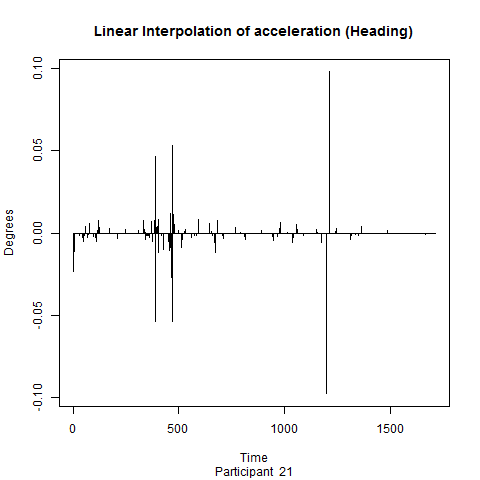 Linear Interpolation of acceleration (Heading)
Degrees
0.10
0.05
0.00
-0.05
-0.10
0 500 1000 1500
Time
Participant 21